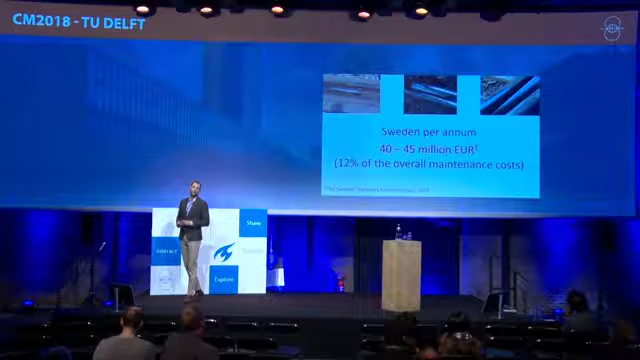 CM2018 - TU DELFT
Sweden per annum
40 – 45 million EUR¹
(12% of the overall maintenance costs)
Share
Interact
Explore